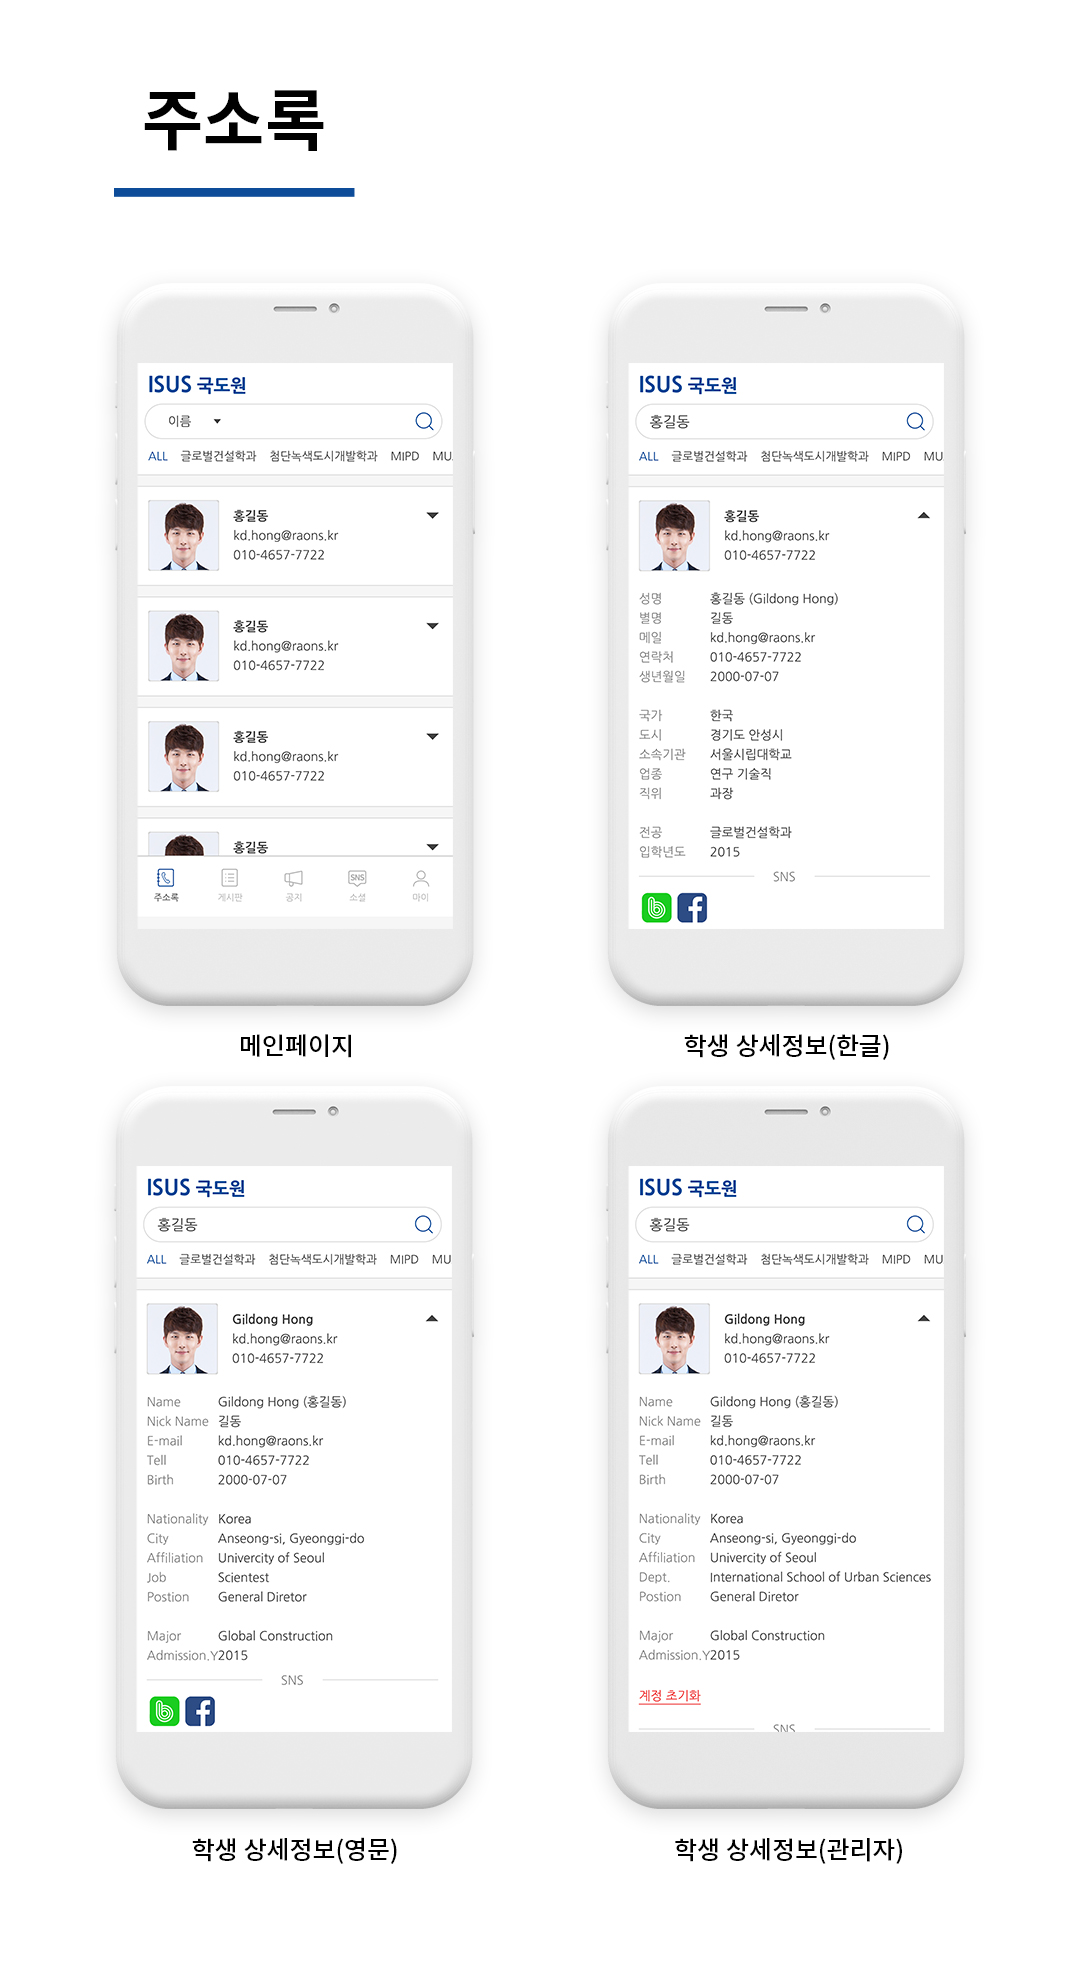 주소록
ISUS 국도원
이름
ALL 글로벌건설학과 첨단녹색도시개발학과 MIPD MU
홍길동
kd.hong@raons.kr
010-4657-7722
홍길동
kd.hong@raons.kr
010-4657-7722
홍길동
kd.hong@raons.kr
010-4657-7722
홍길동
주소록 게시판 공지 SNS 소셜 마이
메인페이지
ISUS 국도원
홍길동
ALL 글로벌건설학과 첨단녹색도시개발학과 MIPD MU
홍길동
kd.hong@raons.kr
010-4657-7722
성명 홍길동 (Gildong Hong)
별명 길동
메일 kd.hong@raons.kr
연락처 010-4657-7722
생년월일 2000-07-07
국가 한국
도시 경기도 안성시
소속기관 서울시립대학교
업종 연구 기술직
직위 과장
전공 글로벌건설학과
입학년도 2015
SNS
학생 상세정보(한글)
ISUS 국도원
홍길동
ALL 글로벌건설학과 첨단녹색도시개발학과 MIPD MU
Gildong Hong
kd.hong@raons.kr
010-4657-7722
Name Gildong Hong (홍길동)
Nick Name 길동
E-mail kd.hong@raons.kr
Tell 010-4657-7722
Birth 2000-07-07
Nationality Korea
City Anseong-si, Gyeonggi-do
Affiliation Univercity of Seoul
Job Scientest
Postion General Diretor
Major Global Construction
Admission.Y 2015
SNS
학생 상세정보(영문)
ISUS 국도원
홍길동
ALL 글로벌건설학과 첨단녹색도시개발학과 MIPD MU
Gildong Hong
kd.hong@raons.kr
010-4657-7722
Name Gildong Hong (홍길동)
Nick Name 길동
E-mail kd.hong@raons.kr
Tell 010-4657-7722
Birth 2000-07-07
Nationality Korea
City Anseong-si, Gyeonggi-do
Affiliation Univercity of Seoul
Dept. International School of Urban Sciences
Postion General Diretor
Major Global Construction
Admission.Y 2015
계정 초기화
SNS
학생 상세정보(관리자)